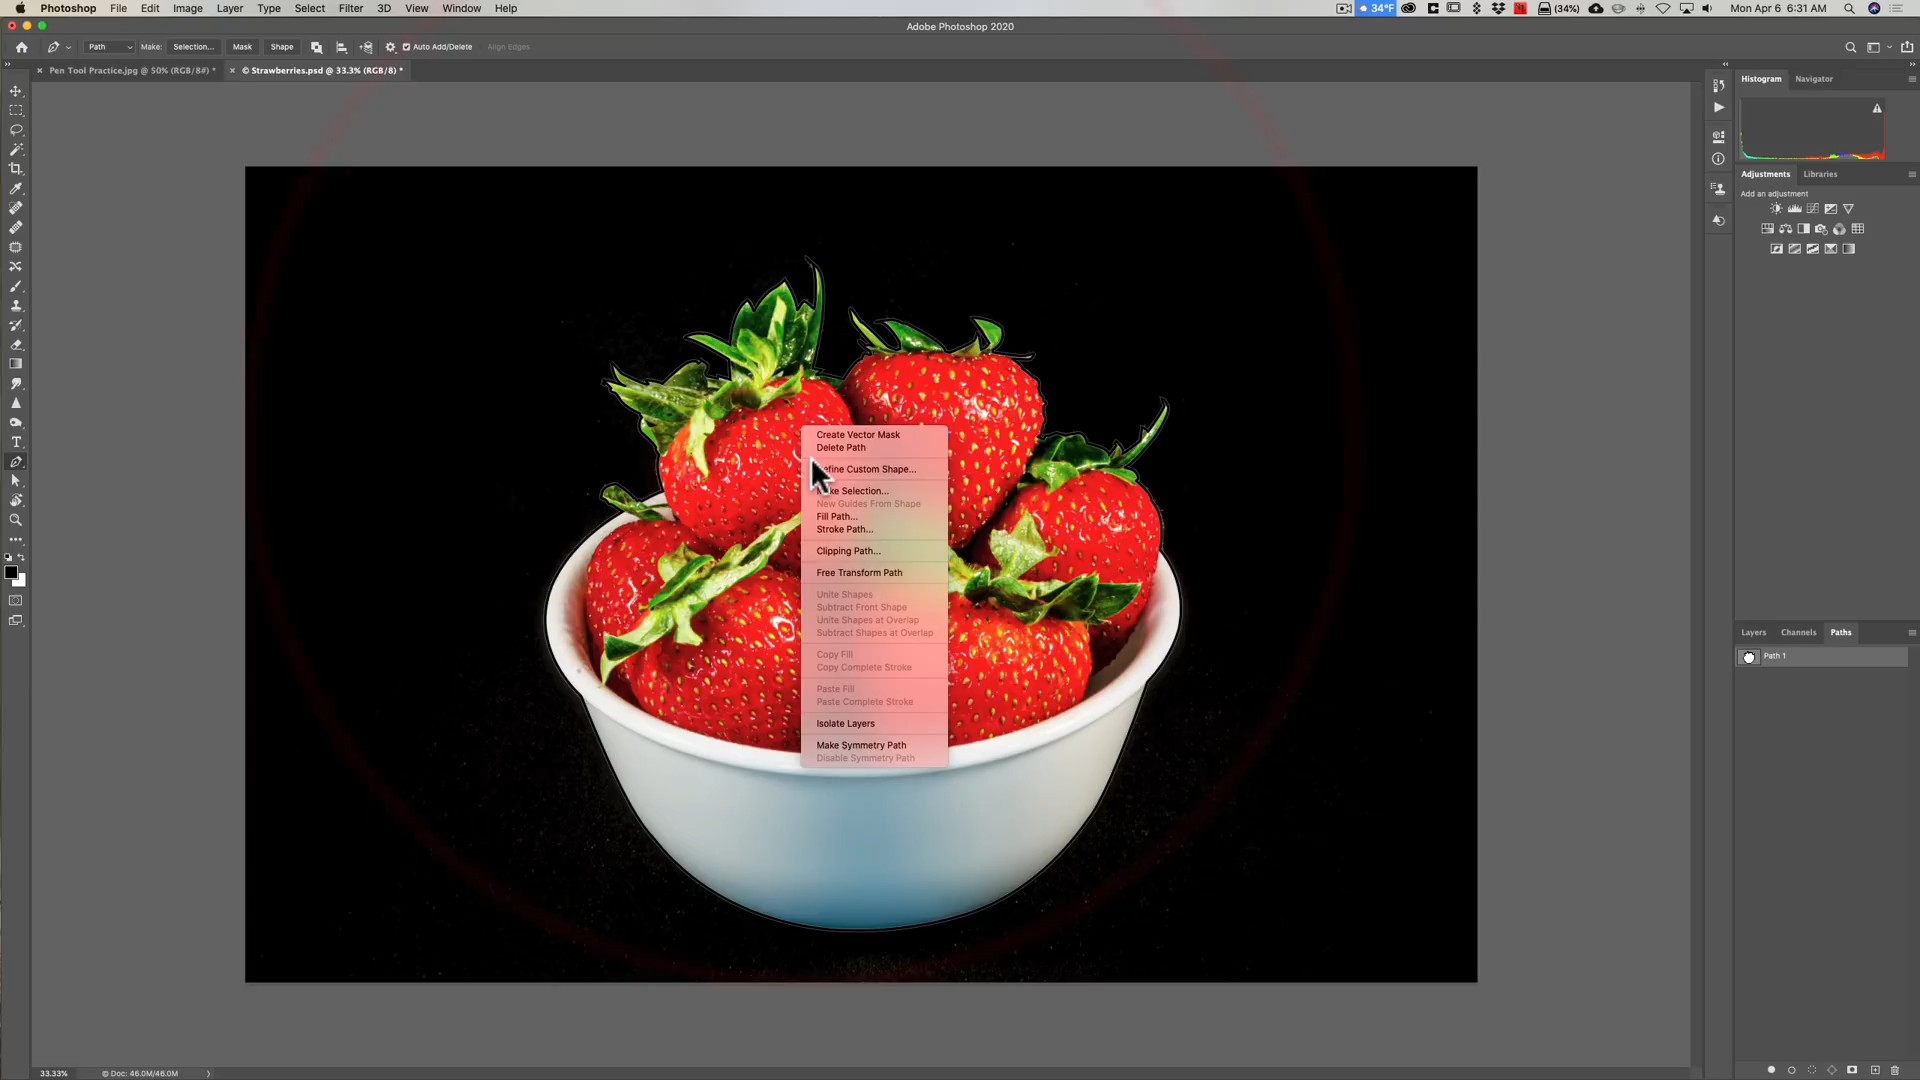 Photoshop File Edit Image Layer Type Select Filter 3D View Window Help 34°F (34%) Mon Apr 6 6:31 AM
Adobe Photoshop 2020
Path Make: Selection... Mask Shape Auto Add/Delete Align Edges
Pen Tool Practice.jpg @ 50% (RGB/8#) * © Strawberries.psd @ 33.3% (RGB/8) *
Histogram Navigator
Adjustments Libraries
Add an adjustment
Create Vector Mask
Delete Path
Custom Shape...
Selection...
New Guides From Shape
Fill Path...
Stroke Path...
Clipping Path...
Free Transform Path
Unite Shapes
Subtract Front Shape
Unite Shapes at Overlap
Subtract Shapes at Overlap
Copy Fill
Copy Complete Stroke
Paste Fill
Paste Complete Stroke
Isolate Layers
Make Symmetry Path
Disable Symmetry Path
Layers Channels Paths
Path 1
33.33% © Doc: 46.0M/46.0M